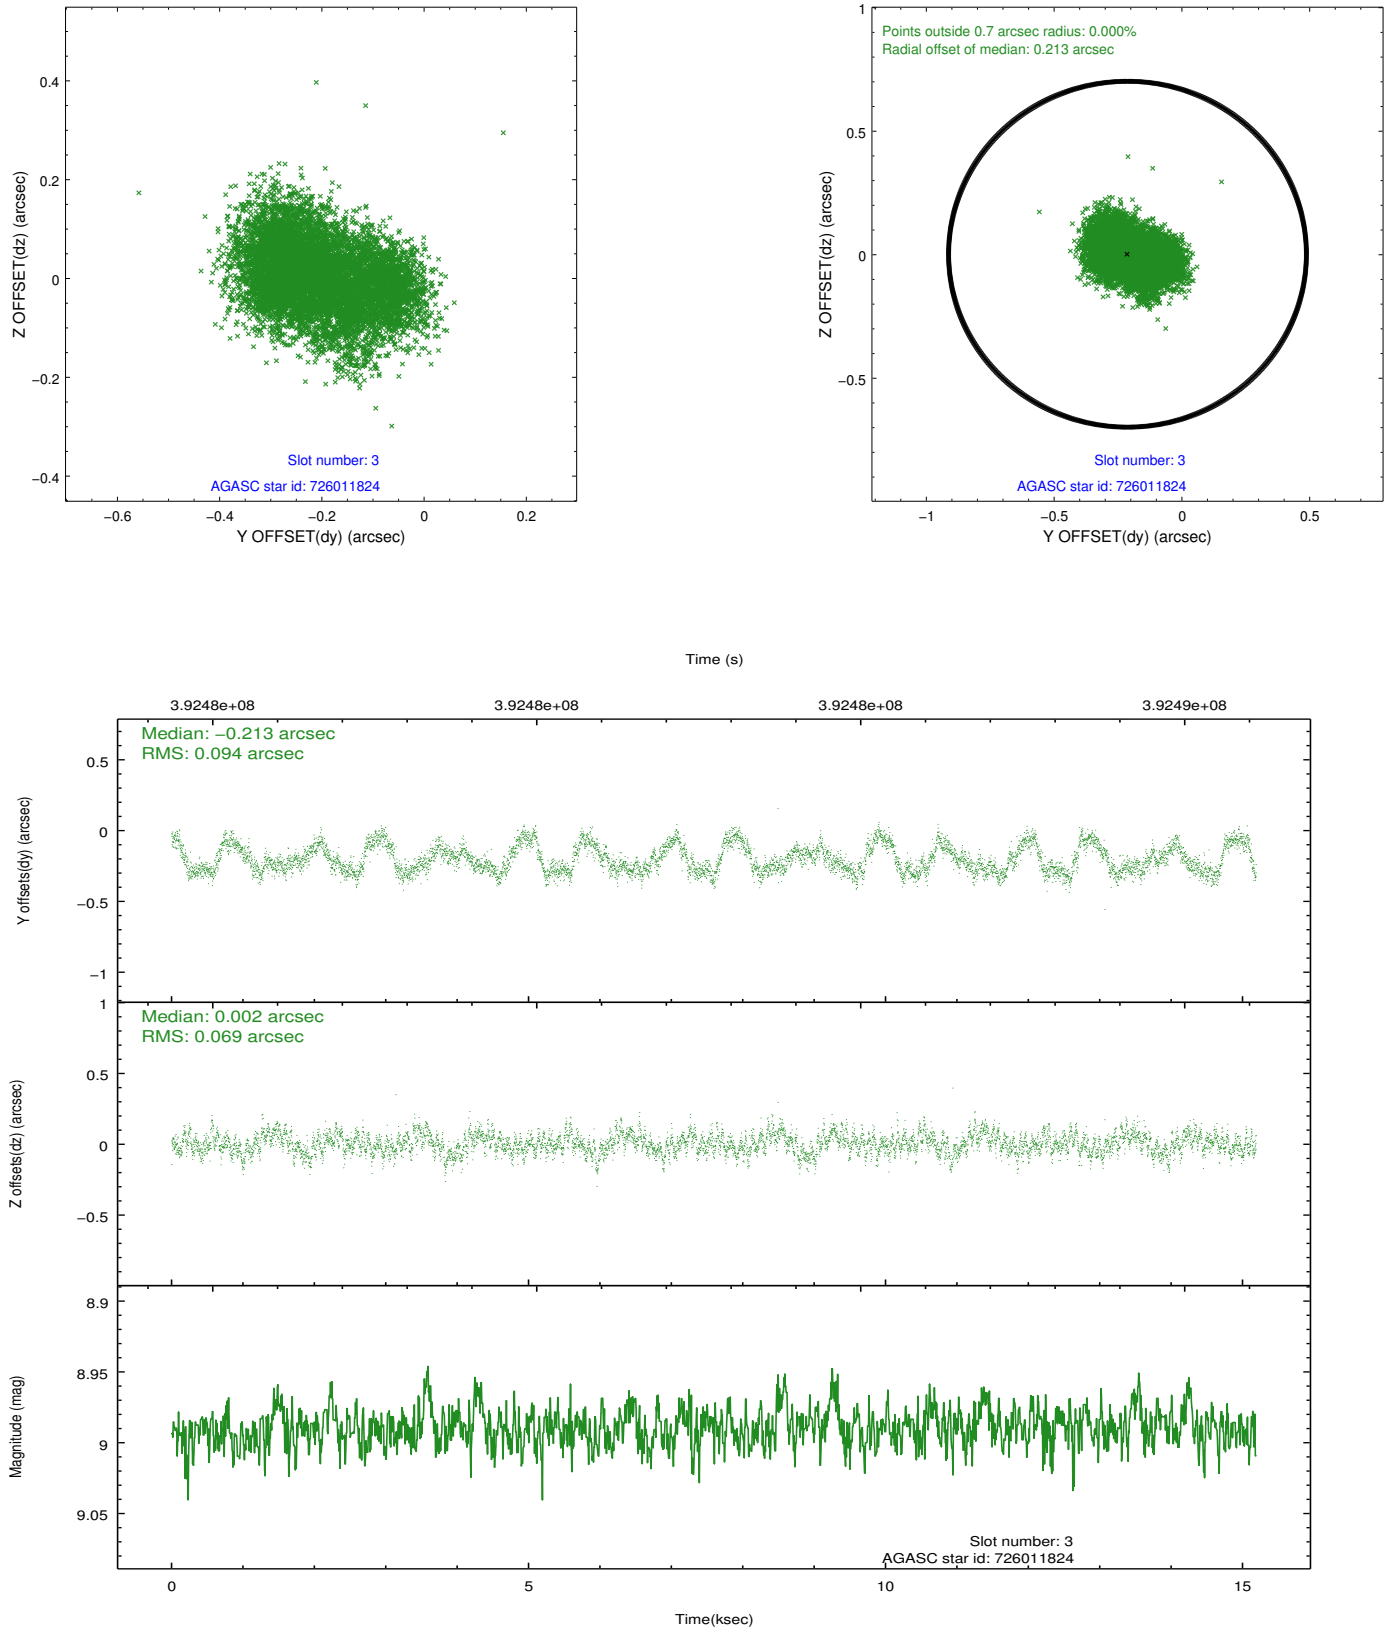 0.4
0.2
0
−0.2
−0.4
Z OFFSET(dz) (arcsec)
Slot number: 3
AGASC star id: 726011824
−0.6
−0.4
−0.2
0
0.2
Y OFFSET(dy) (arcsec)
1
0.5
0
−0.5
Z OFFSET(dz) (arcsec)
Points outside 0.7 arcsec radius: 0.000%
Radial offset of median: 0.213 arcsec
Slot number: 3
AGASC star id: 726011824
−1
−0.5
0
0.5
Y OFFSET(dy) (arcsec)
Time (s)
3.9248e+08
3.9248e+08
3.9248e+08
3.9249e+08
Median: −0.213 arcsec
RMS: 0.094 arcsec
0.5
0
−0.5
−1
Y offsets(dy) (arcsec)
Median: 0.002 arcsec
RMS: 0.069 arcsec
1
0.5
0
−0.5
Z offsets(dz) (arcsec)
8.9
8.95
9
9.05
Magnitude (mag)
Slot number: 3
AGASC star id: 726011824
0
5
10
15
Time(ksec)